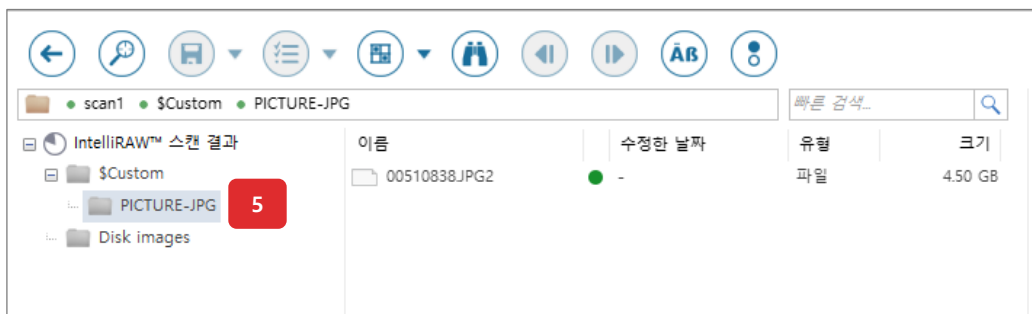 Äß
scan1 $Custom PICTURE-JPG 빠른 검색...
IntelliRAW™ 스캔 결과 이름 수정한 날짜 유형 크기
$Custom 00510838.JPG2 - 파일 4.50 GB
PICTURE-JPG 5
Disk images